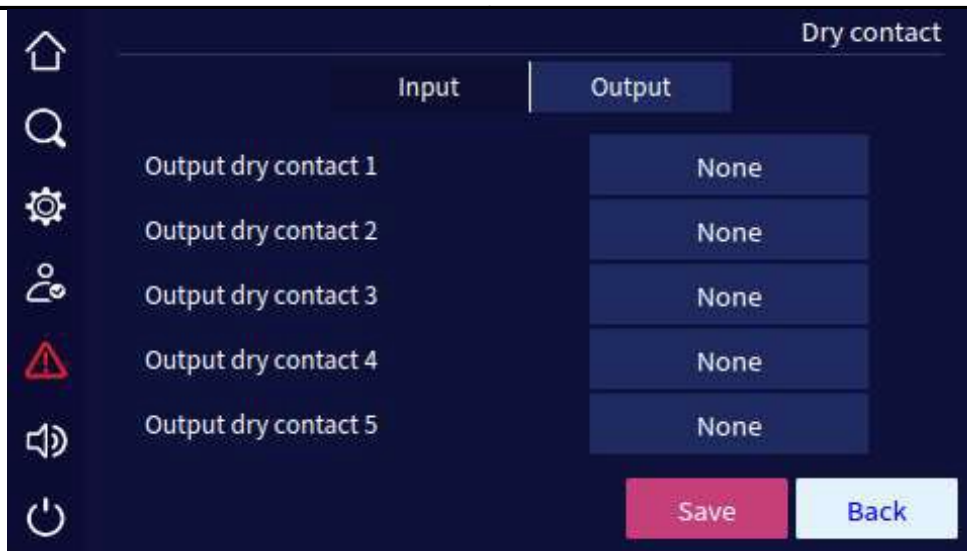 Dry contact
Input Output
Output dry contact 1 None
Output dry contact 2 None
Output dry contact 3 None
Output dry contact 4 None
Output dry contact 5 None
Save Back